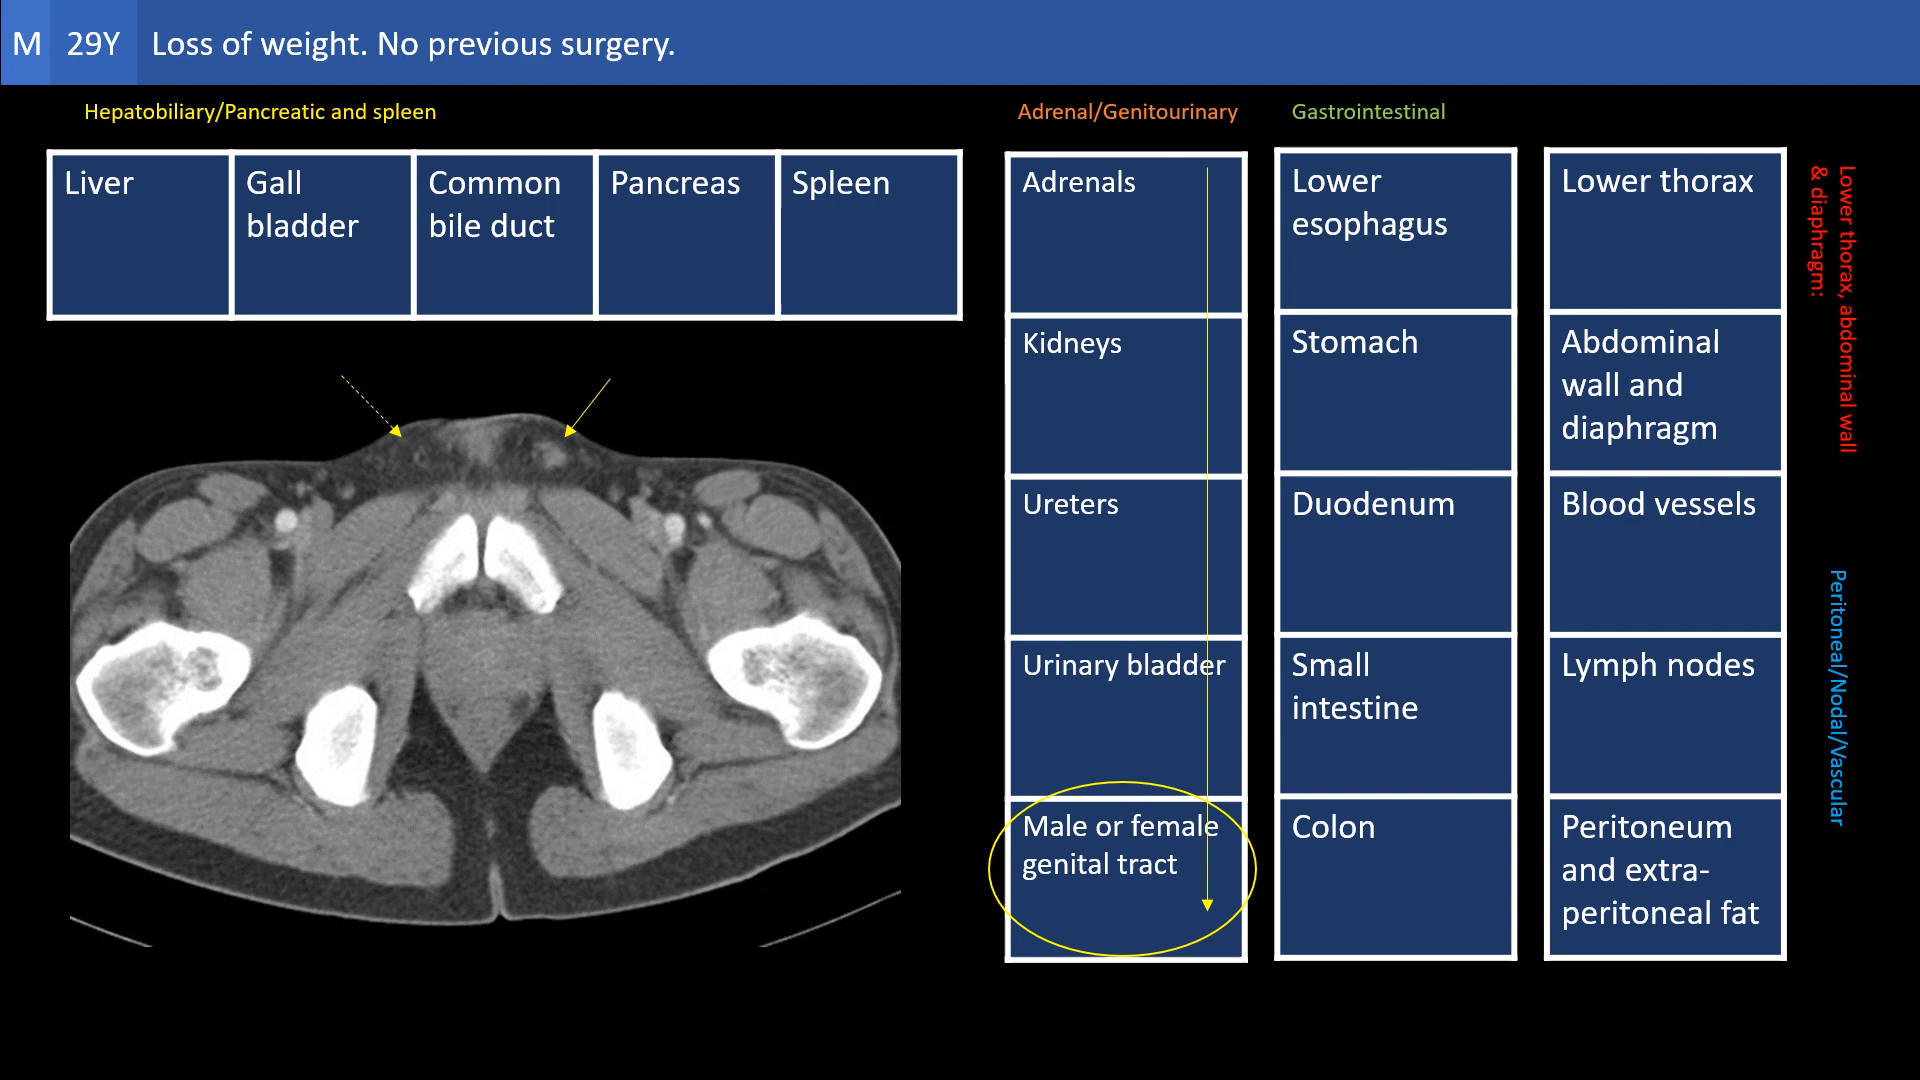 M 29Y Loss of weight. No previous surgery.
Hepatobiliary/Pancreatic and spleen
Adrenal/Genitourinary
Gastrointestinal
Liver
Gall
bladder
Common
bile duct
Pancreas
Spleen
Adrenals
Kidneys
Ureters
Urinary bladder
Male or female
genital tract
Lower
esophagus
Stomach
Duodenum
Small
intestine
Colon
Lower thorax
Abdominal
wall and
diaphragm
Blood vessels
Lymph nodes
Peritoneum
and extra-
peritoneal fat
Lower thorax, abdominal wall
& diaphragm:
Peritoneal/Nodal/Vascular